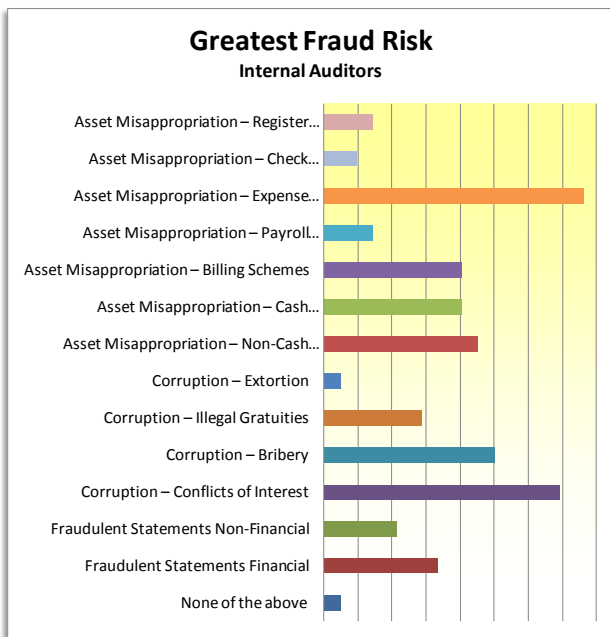 Greatest Fraud Risk
Internal Auditors
Asset Misappropriation – Register…
Asset Misappropriation – Check…
Asset Misappropriation – Expense…
Asset Misappropriation – Payroll…
Asset Misappropriation – Billing Schemes
Asset Misappropriation – Cash…
Asset Misappropriation – Non-Cash…
Corruption – Extortion
Corruption – Illegal Gratuities
Corruption – Bribery
Corruption – Conflicts of Interest
Fraudulent Statements Non-Financial
Fraudulent Statements Financial
None of the above